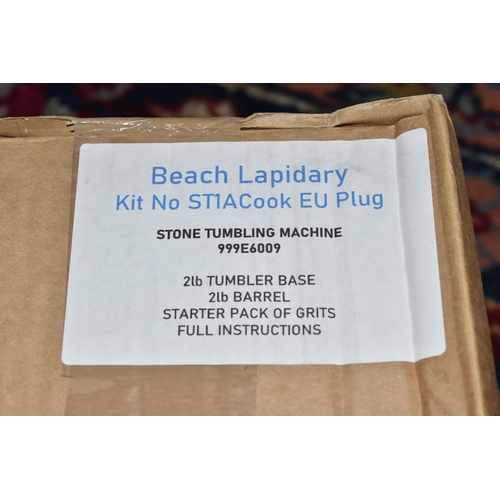 Beach Lapidary
Kit No ST1ACook EU Plug
STONE TUMBLING MACHINE
999E6009
2lb TUMBLER BASE
2lb BARREL
STARTER PACK OF GRITS
FULL INSTRUCTIONS